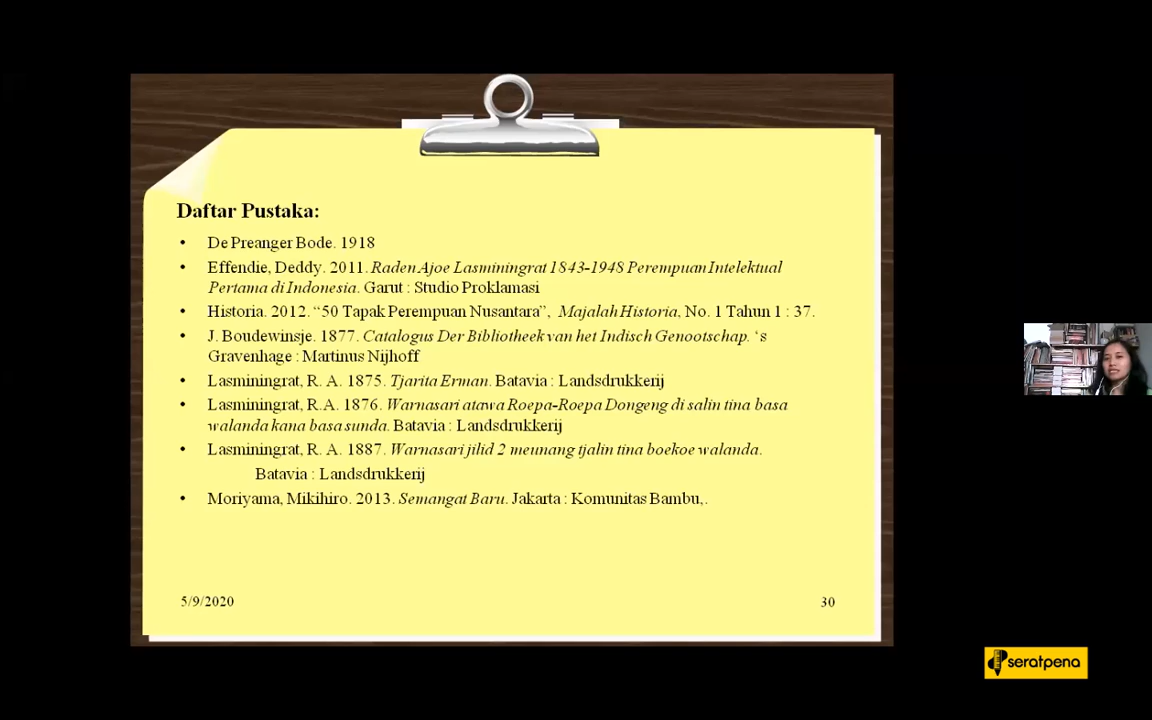 Daftar Pustaka:
• De Preanger Bode. 1918
• Effendie, Deddy. 2011. Raden Ajoe Lasminingrat 1843-1948 Perempuan Intelektual
Pertama di Indonesia. Garut : Studio Proklamasi
• Historia. 2012. “50 Tapak Perempuan Nusantara”, Majalah Historia, No. 1 Tahun 1 : 37.
• J. Boudewinsje. 1877. Catalogus Der Bibliotheek van het Indisch Genootschap. ‘s
Gravenhage : Martinus Nijhoff
• Lasminingrat, R. A. 1875. Tjarita Erman. Batavia : Landsdrukkerij
• Lasminingrat, R.A. 1876. Warnasari atawa Roepa-Roepa Dongeng di salin tina basa
walanda kana basa sunda. Batavia : Landsdrukkerij
• Lasminingrat, R. A. 1887. Warnasari jilid 2 meunang tjalin tina boekoe walanda.
Batavia : Landsdrukkerij
• Moriyama, Mikihiro. 2013. Semangat Baru. Jakarta : Komunitas Bambu,.
5/9/2020
30
seratpena